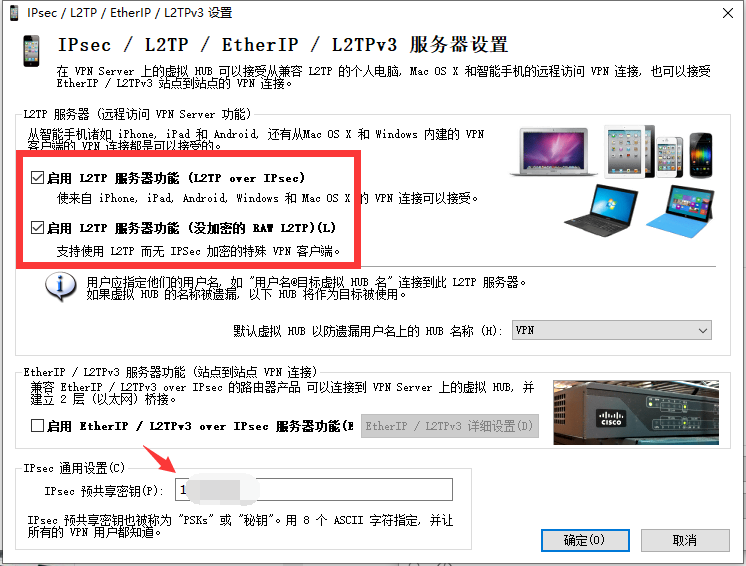 IPsec / L2TP / EtherIP / L2TPv3 设置
IPsec / L2TP / EtherIP / L2TPv3 服务器设置
在 VPN Server 上的虚拟 HUB 可以接受从兼容 L2TP 的个人电脑, Mac OS X 和智能手机的远程访问 VPN 连接, 也可以接受
EtherIP / L2TPv3 站点到站点的 VPN 连接。
L2TP 服务器 (远程访问 VPN Server 功能)
从智能手机诸如 iPhone, iPad 和 Android, 还有从Mac OS X 和 Windows 内建的 VPN
客户端的 VPN 连接都是可以接受的。
启用 L2TP 服务器功能 (L2TP over IPsec)
使来自 iPhone, iPad, Android, Windows 和 Mac OS X 的 VPN 连接可以接受。
启用 L2TP 服务器功能 (没加密的 RAW L2TP)(L)
支持使用 L2TP 而无 IPSec 加密的特殊 VPN 客户端。
用户应指定他们的用户名, 如 "用户名@目标虚拟 HUB 名" 连接到此 L2TP 服务器。
如果虚拟 HUB 的名称被遗漏, 以下 HUB 将作为目标被使用。
默认虚拟 HUB 以防遗漏用户名上的 HUB 名称 (H):
VPN
EtherIP / L2TPv3 服务器功能 (站点到站点 VPN 连接)
兼容 EtherIP / L2TPv3 over IPsec 的路由器产品 可以连接到 VPN Server 上的虚拟 HUB, 并
建立 2 层 (以太网) 桥接。
启用 EtherIP / L2TPv3 over IPsec 服务器功能(E
EtherIP / L2TPv3 详细设置(D)
CISCO
IPsec 通用设置(C)
IPsec 预共享密钥(P):
1
IPsec 预共享密钥也被称为 "PSKs" 或 "秘钥"。用 8 个 ASCII 字符指定, 并让
所有的 VPN 用户都知道。
确定(O)
取消